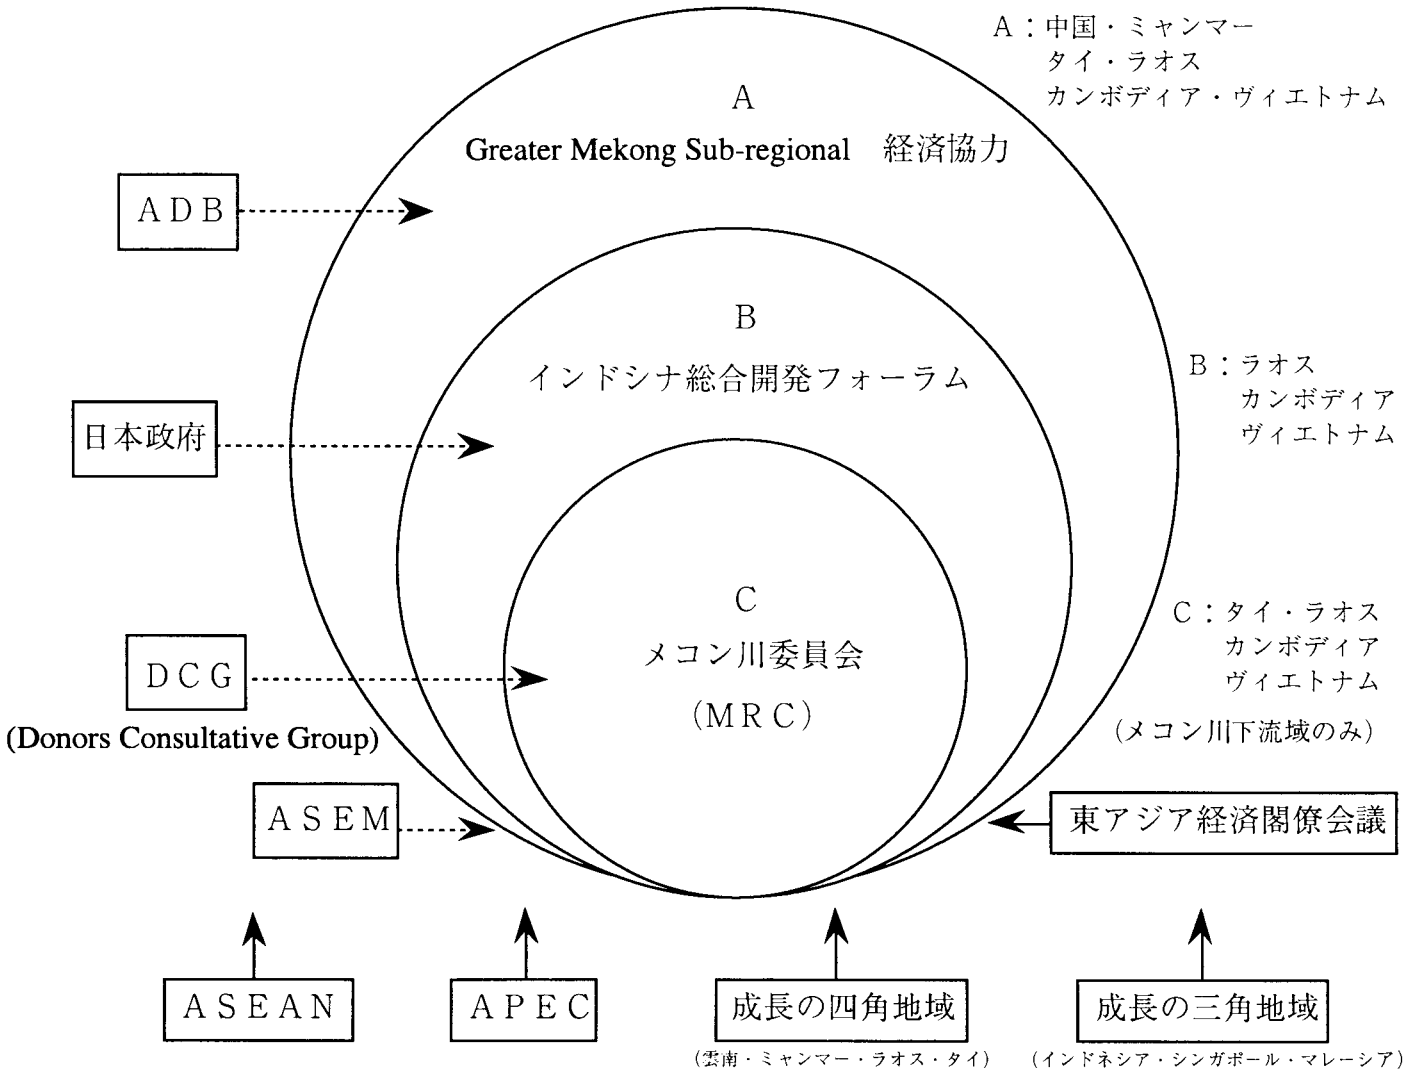 A：中国・ミャンマー
タイ・ラオス
カンボディア・ヴィエトナム
A
Greater Mekong Sub-regional　経済協力
ＡＤＢ
B
インドシナ総合開発フォーラム
B：ラオス
カンボディア
ヴィエトナム
日本政府
C
メコン川委員会
（ＭＲＣ）
C：タイ・ラオス
カンボディア
ヴィエトナム
（メコン川下流域のみ）
ＤＣＧ
(Donors Consultative Group)
ＡＳＥＭ
東アジア経済閣僚会議
ＡＳＥＡＮ
ＡＰＥＣ
成長の四角地域
（雲南・ミャンマー・ラオス・タイ）
成長の三角地域
（インドネシア・シンガポール・マレーシア）